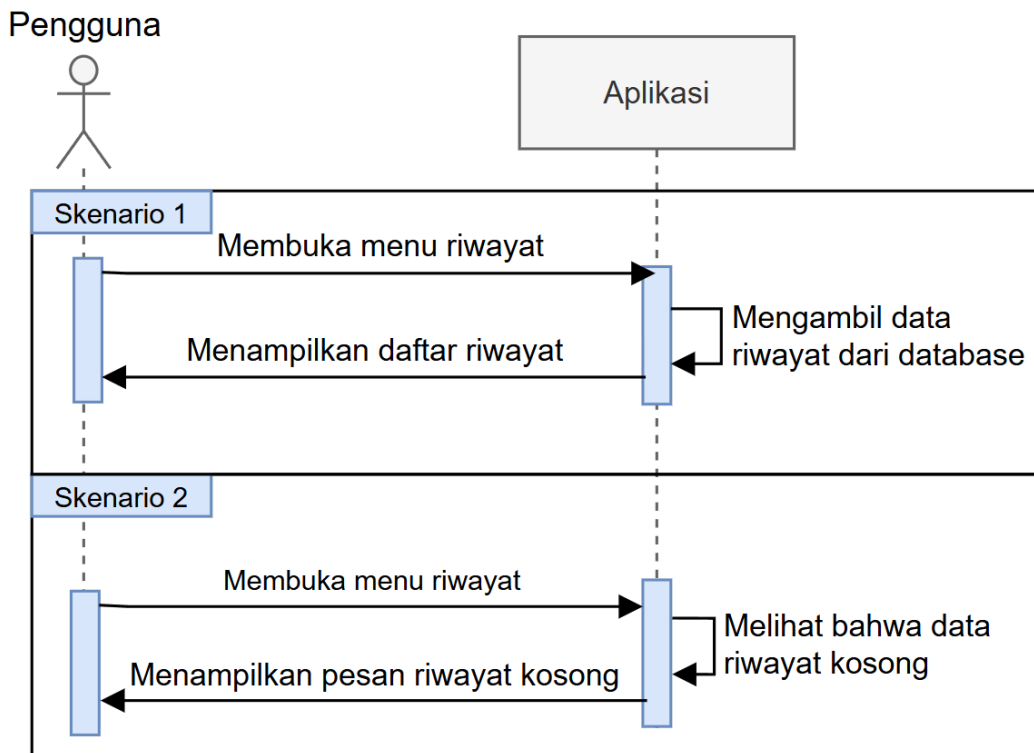 Pengguna
Aplikasi
Skenario 1
Membuka menu riwayat
Mengambil data
riwayat dari database
Menampilkan daftar riwayat
Skenario 2
Membuka menu riwayat
Melihat bahwa data
riwayat kosong
Menampilkan pesan riwayat kosong